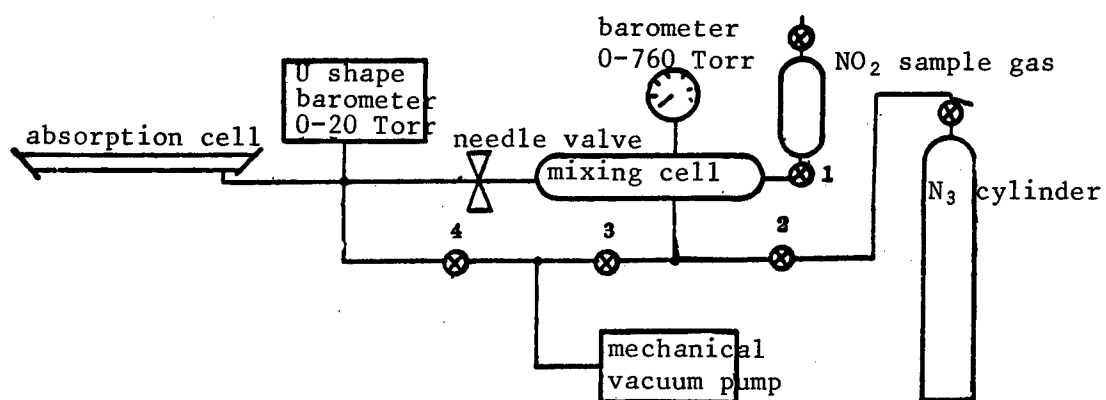 barometer
0-760 Torr
NO₂ sample gas
U shape
barometer
0-20 Torr
absorption cell
needle valve
mixing cell
1
N₃ cylinder
4
3
2
mechanical
vacuum pump